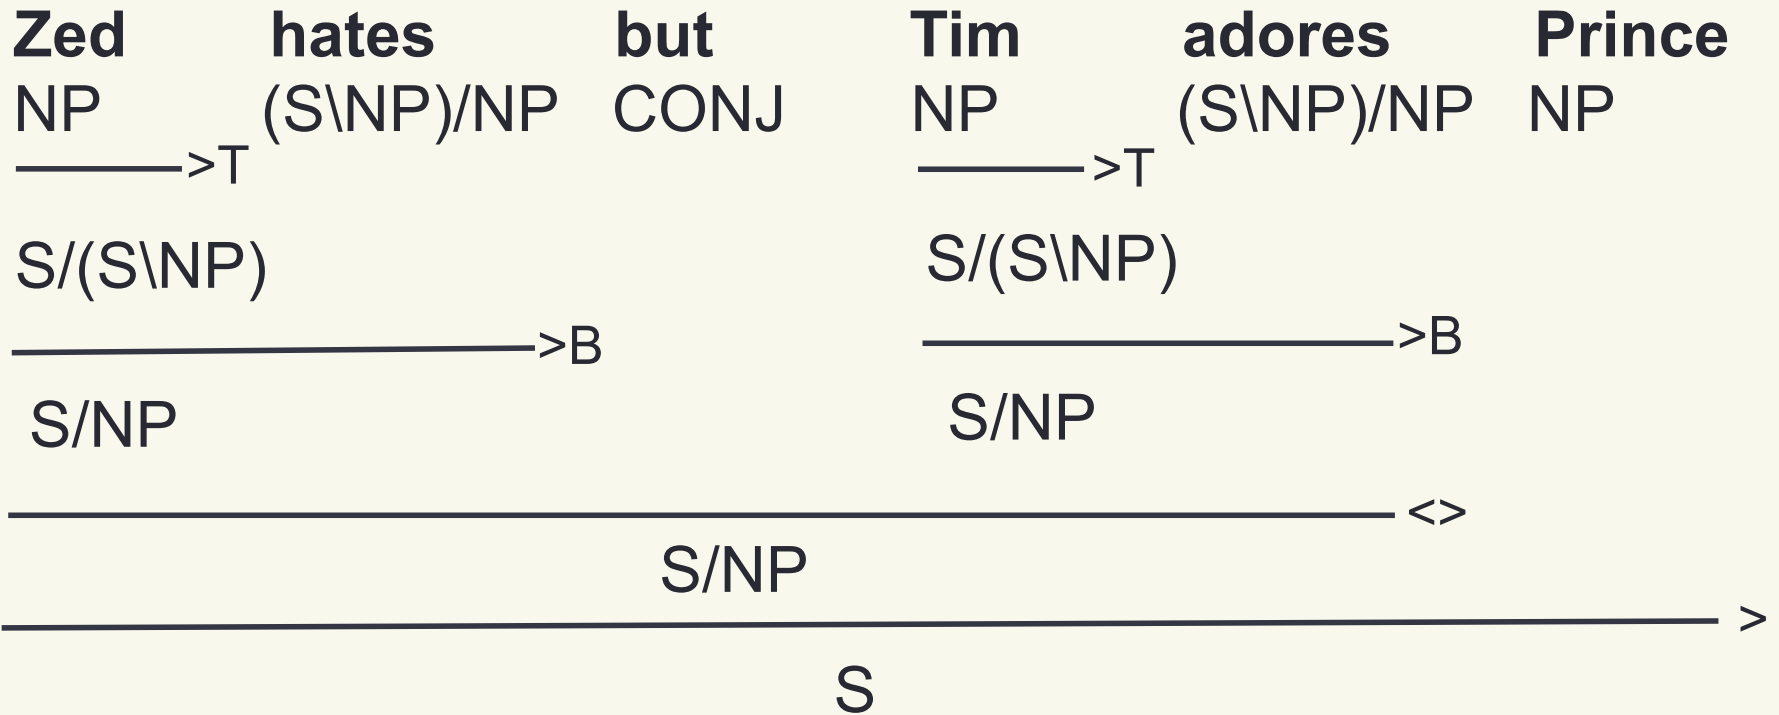 Zed hates but Tim adores Prince
NP (S\NP)/NP CONJ NP (S\NP)/NP NP
>T >T
S/(S\NP) S/(S\NP)
>B >B
S/NP S/NP
<>
S/NP
>
S